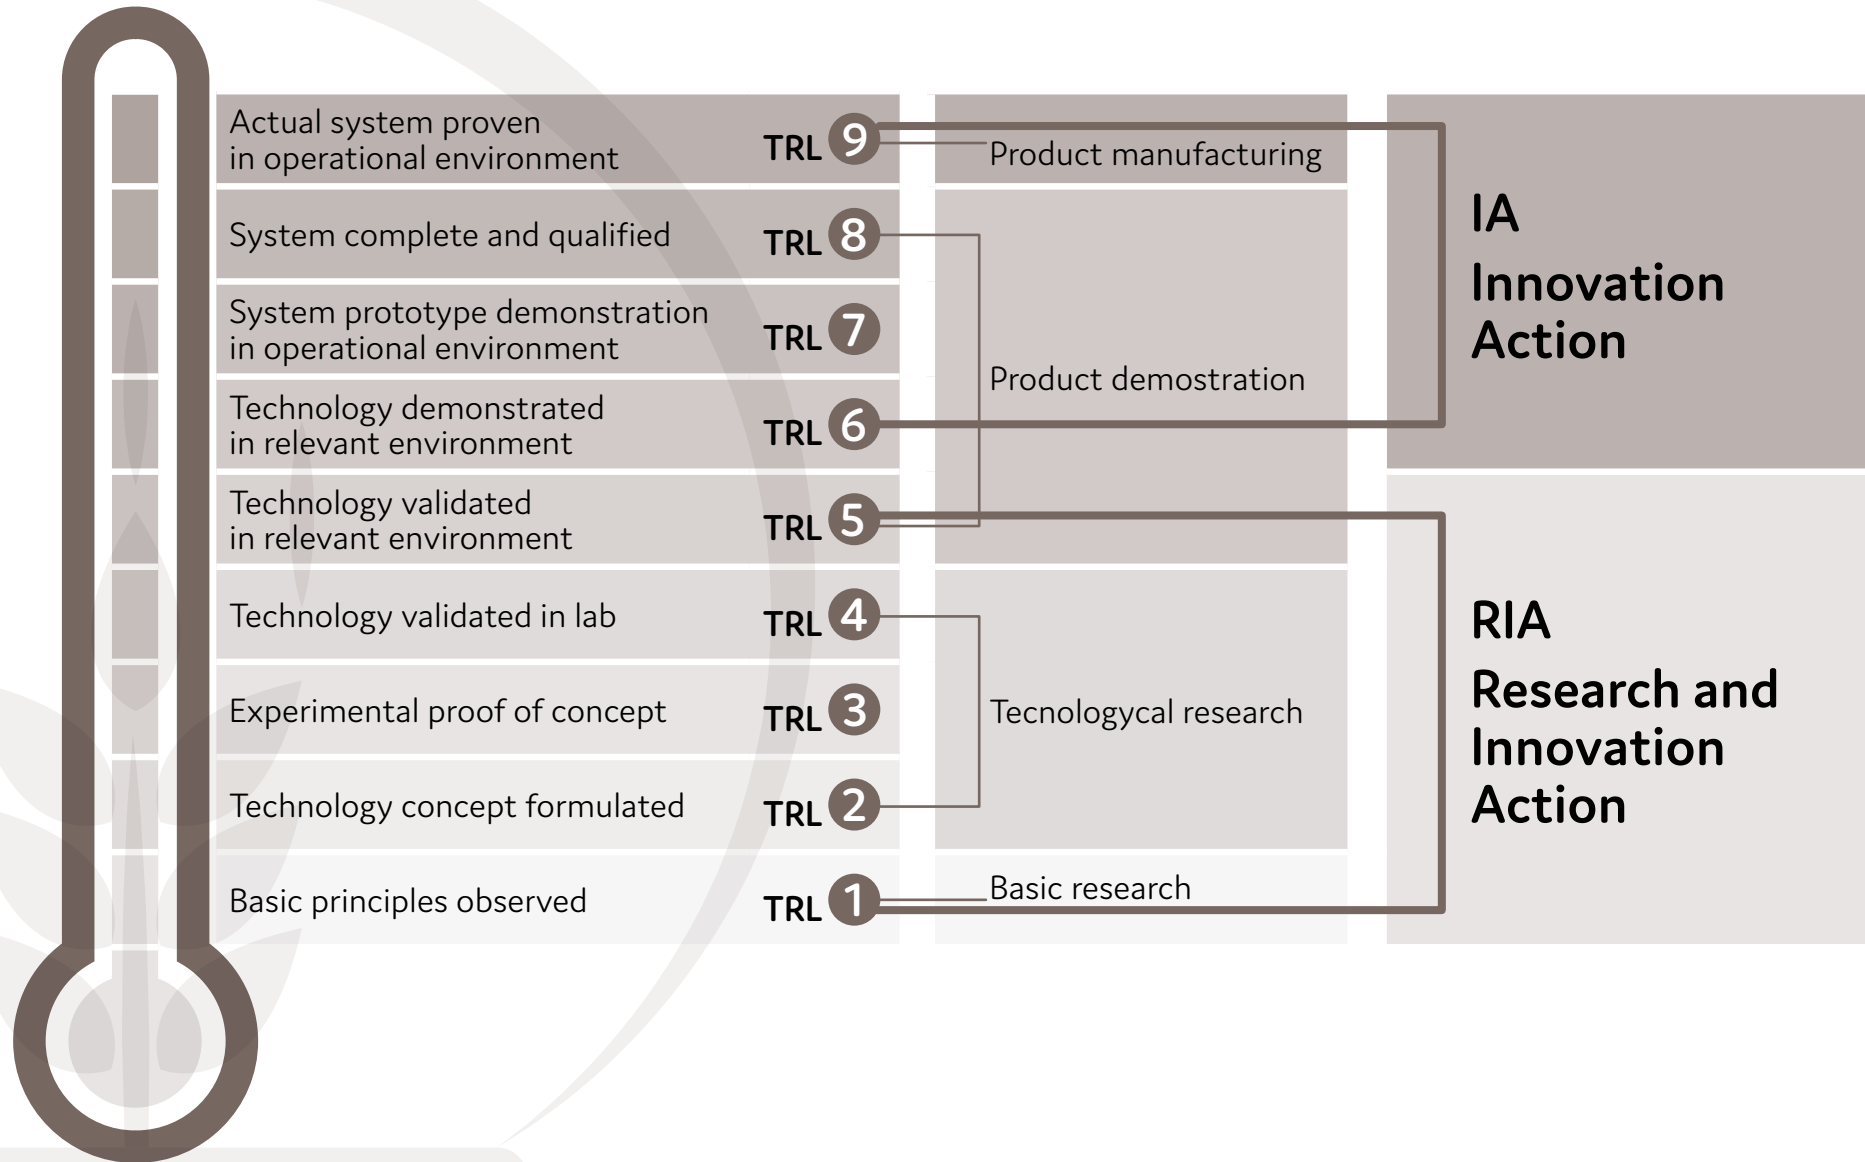 Actual system proven
in operational environment
TRL 9
Product manufacturing
System complete and qualified
TRL 8
System prototype demonstration
in operational environment
TRL 7
Technology demonstrated
in relevant environment
TRL 6
Product demostration
Technology validated
in relevant environment
TRL 5
Technology validated in lab
TRL 4
Experimental proof of concept
TRL 3
Tecnologycal research
Technology concept formulated
TRL 2
Basic principles observed
TRL 1
Basic research
IA
Innovation
Action
RIA
Research and
Innovation
Action